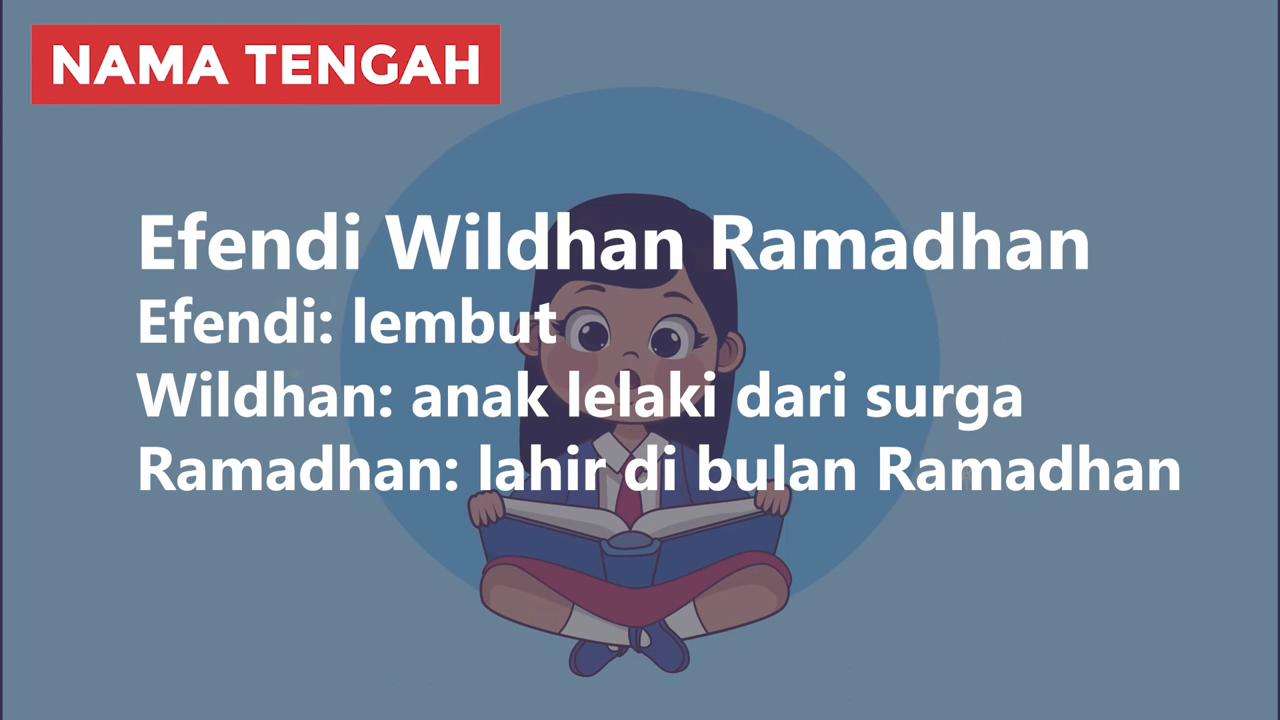 NAMA TENGAH
Efendi Wildhan Ramadhan
Efendi: lembut
Wildhan: anak lelaki dari surga
Ramadhan: lahir di bulan Ramadhan